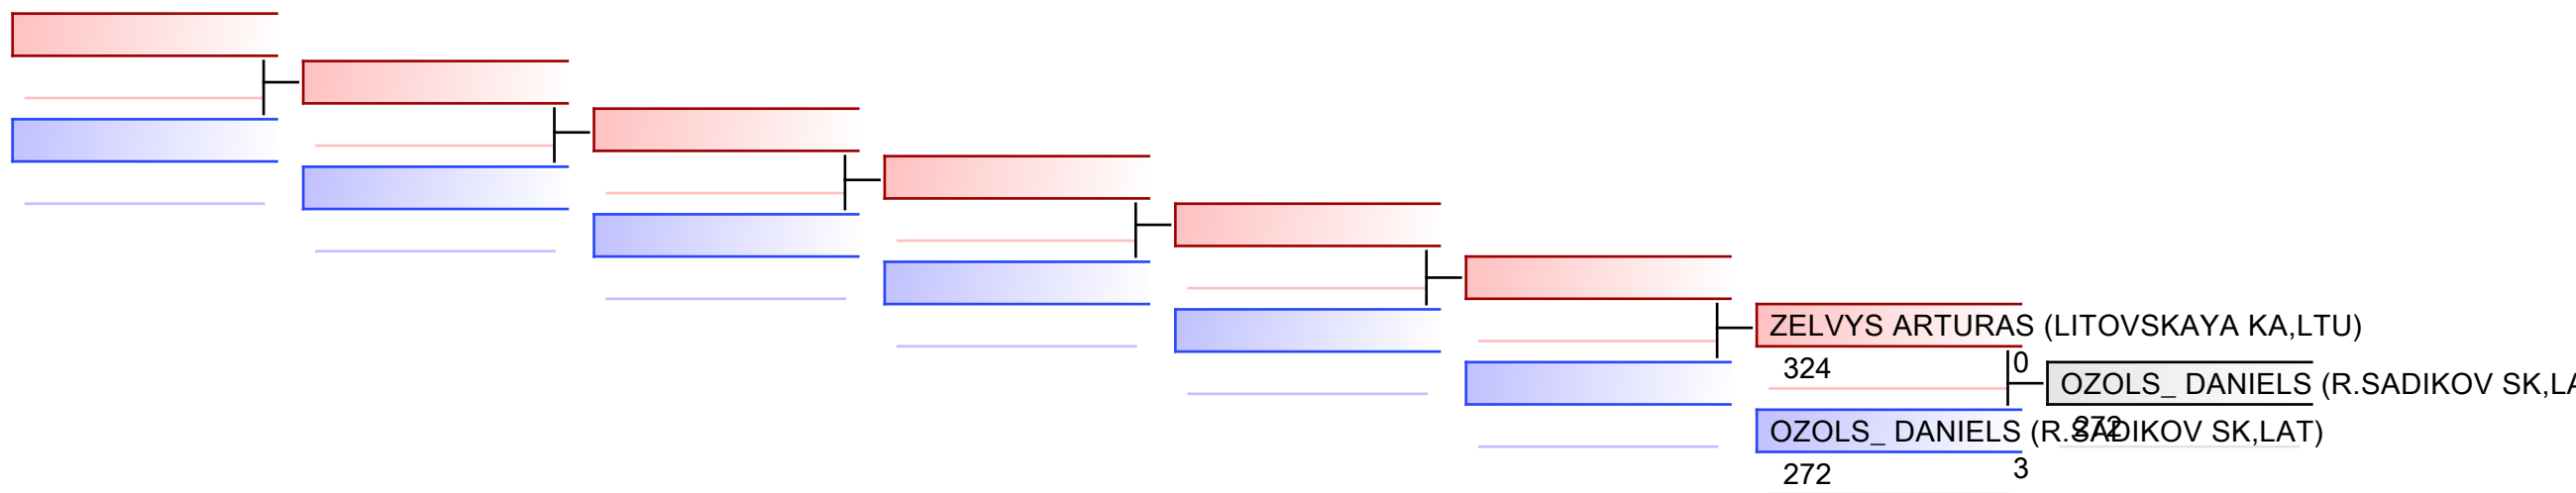 ZELVYS ARTURAS (LITOVSKAYA KA,LTU)
324
0
OZOLS_ DANIELS (R.SADIKOV SK,LA
272
OZOLS_ DANIELS (R.SADIKOV SK,LAT)
272
3